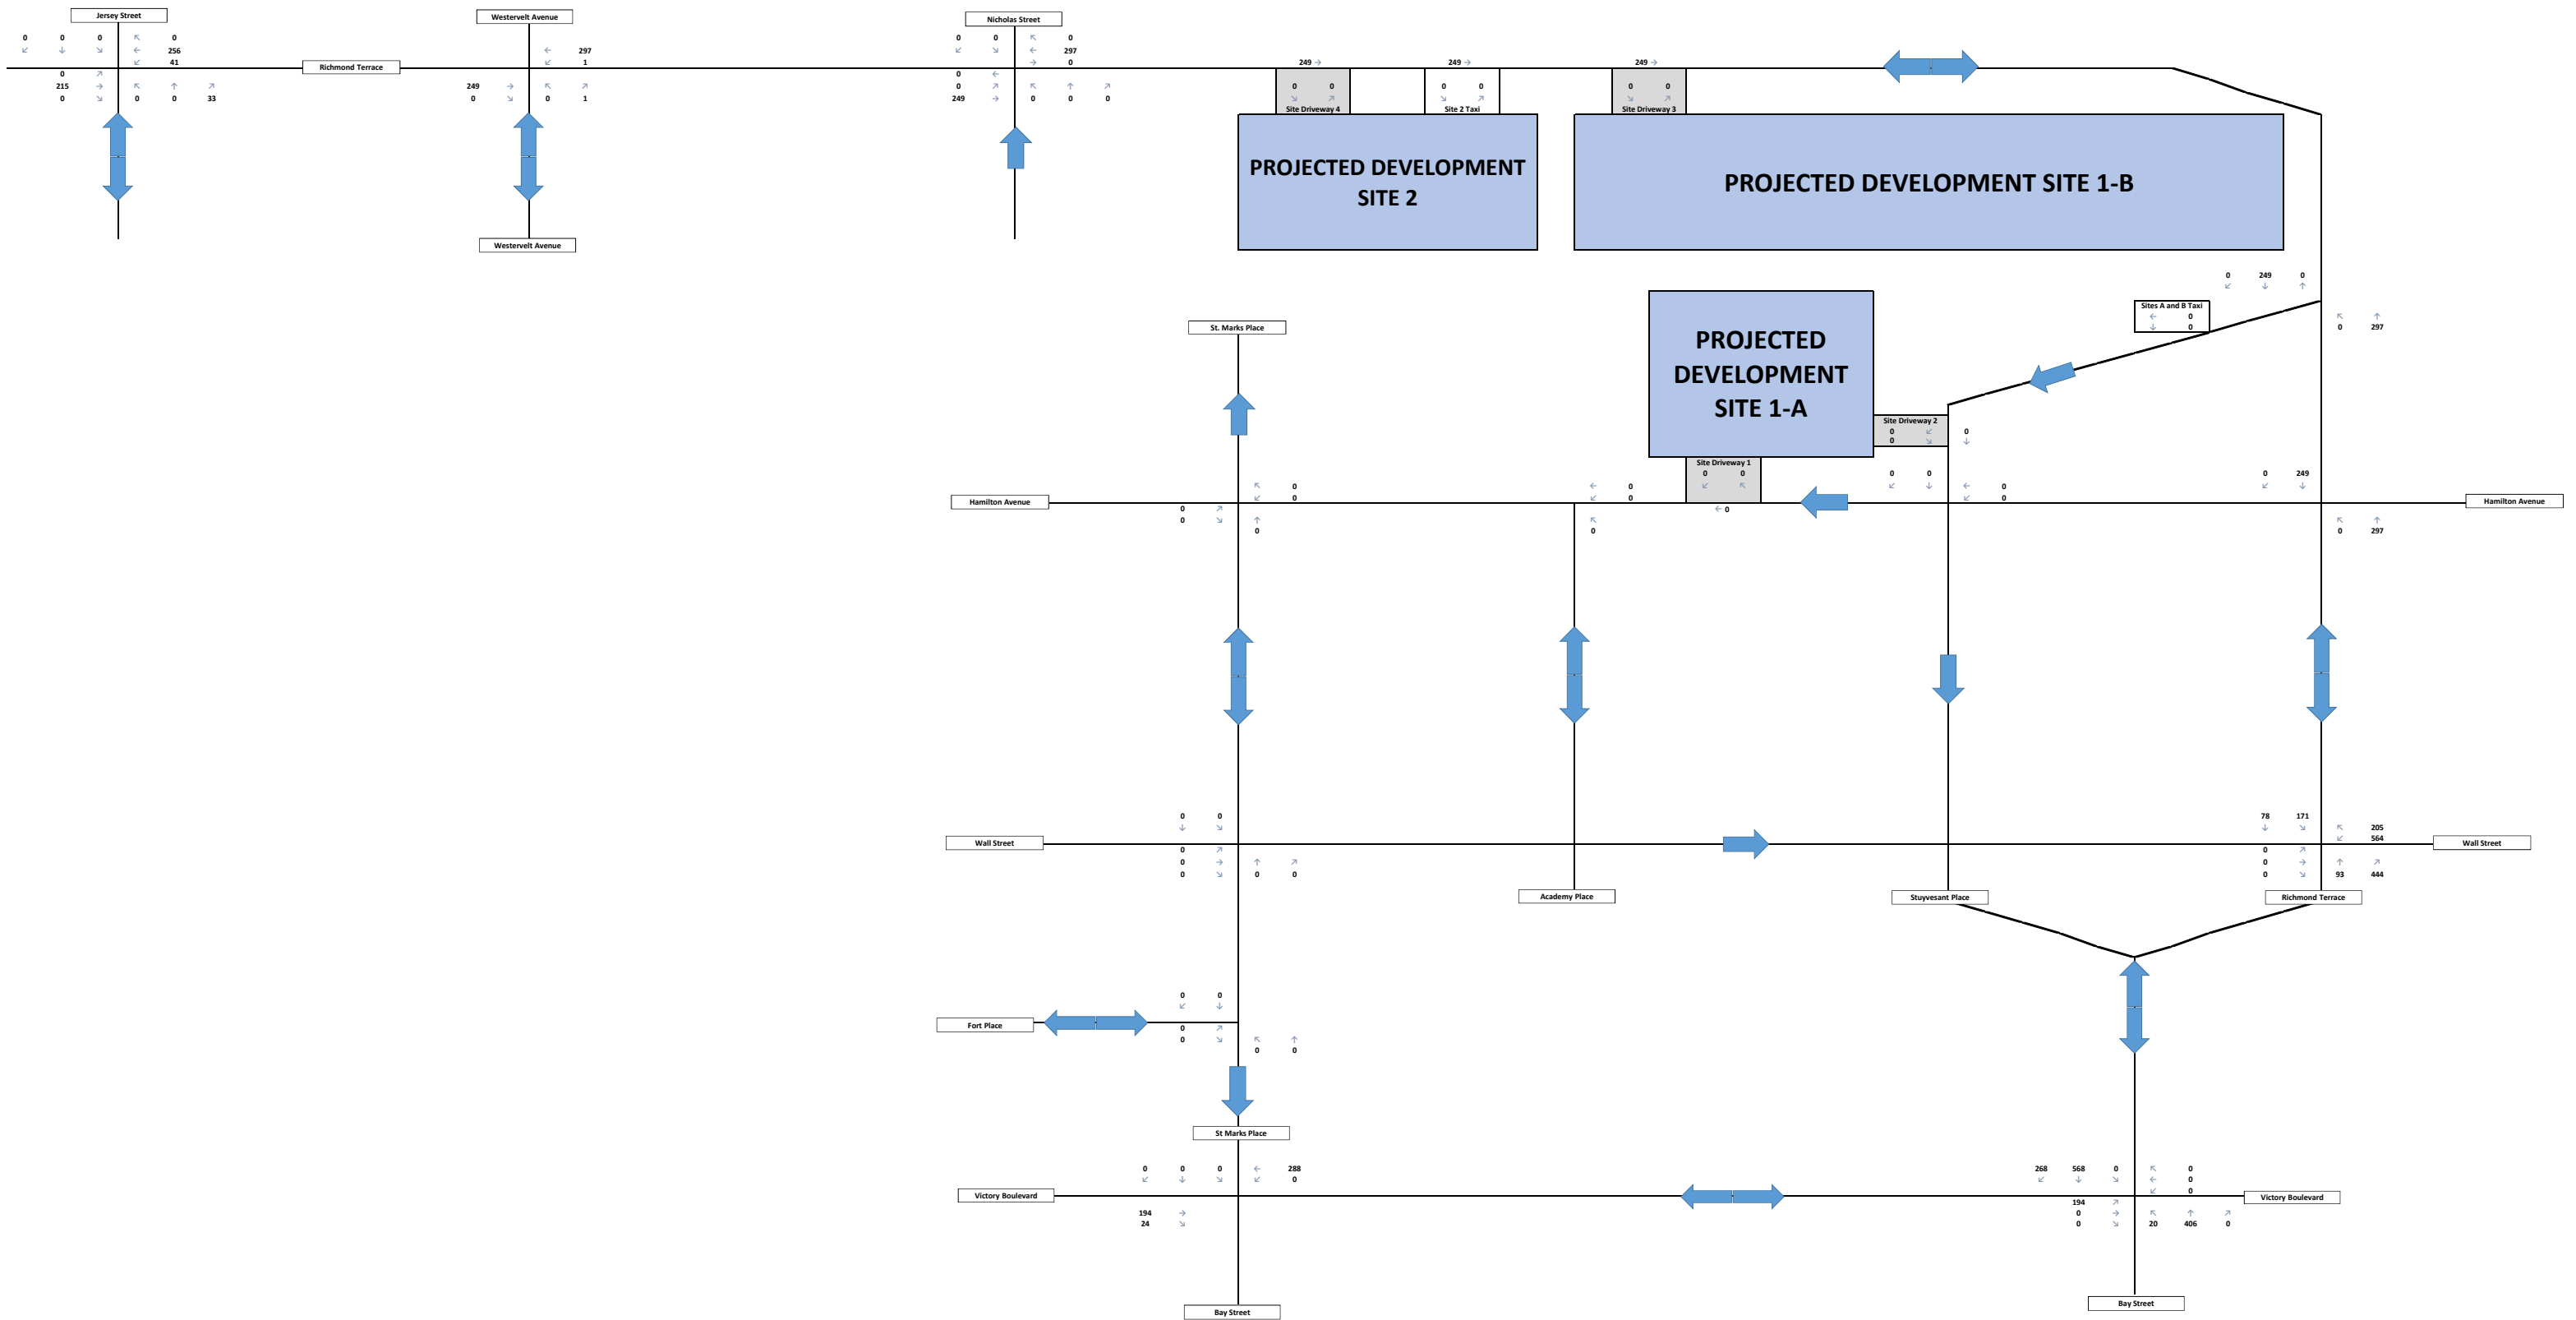 Jersey Street
Westervelt Avenue
Nicholas Street
0 0 0 ↖ 0
↙ ↓ ↘ ← 256
↙ 41
Richmond Terrace
0 ↗
215 → ↖ ↑ ↗
0 ↘ 0 0 33
← 297
↙ 1
249 → ↖ ↗
0 ↘ 0 1
0 0 ↖ 0
↙ ↘ ← 297
→ 0
0 ←
0 ↗ ↖ ↑ ↗
249 → 0 0 0
249 →
249 →
249 →
0 0
↘ ↗
Site Driveway 4
0 0
↘ ↗
Site 2 Taxi
0 0
↘ ↗
Site Driveway 3
PROJECTED DEVELOPMENT
SITE 2
PROJECTED DEVELOPMENT SITE 1-B
Westervelt Avenue
0 249 0
↙ ↓ ↑
Sites A and B Taxi
← 0
↓ 0
↖ ↑
0 297
St. Marks Place
PROJECTED
DEVELOPMENT
SITE 1-A
Site Driveway 2
0 ↙ 0
0 ↘ ↓
Site Driveway 1
0 0
↙ ↖
Hamilton Avenue
↖ 0
↙ 0
0 ↗
0 ↘ ↑
0
← 0
↙ 0
↖
0
← 0
0 0
↙ ↓ ← 0
↙ 0
0 249
↙ ↓
Hamilton Avenue
↖ ↑
0 297
0 0
↓ ↘
Wall Street
0 ↗
0 → ↑ ↗
0 ↘ 0 0
78 171
↓ ↘ ↖ 205
↙ 564
Wall Street
0 ↗
0 → ↑ ↗
0 ↘ 93 444
Academy Place
Stuyvesant Place
Richmond Terrace
0 0
↙ ↓
Fort Place
0 ↗
0 ↘ ↖ ↑
0 0
St Marks Place
0 0 0 ← 288
↙ ↓ ↘ ↙ 0
Victory Boulevard
194 →
24 ↘
268 568 0 ↖ 0
↙ ↓ ↘ ← 0
↙ 0
Victory Boulevard
194 ↗
0 → ↖ ↑ ↗
0 ↘ 20 406 0
Bay Street
Bay Street